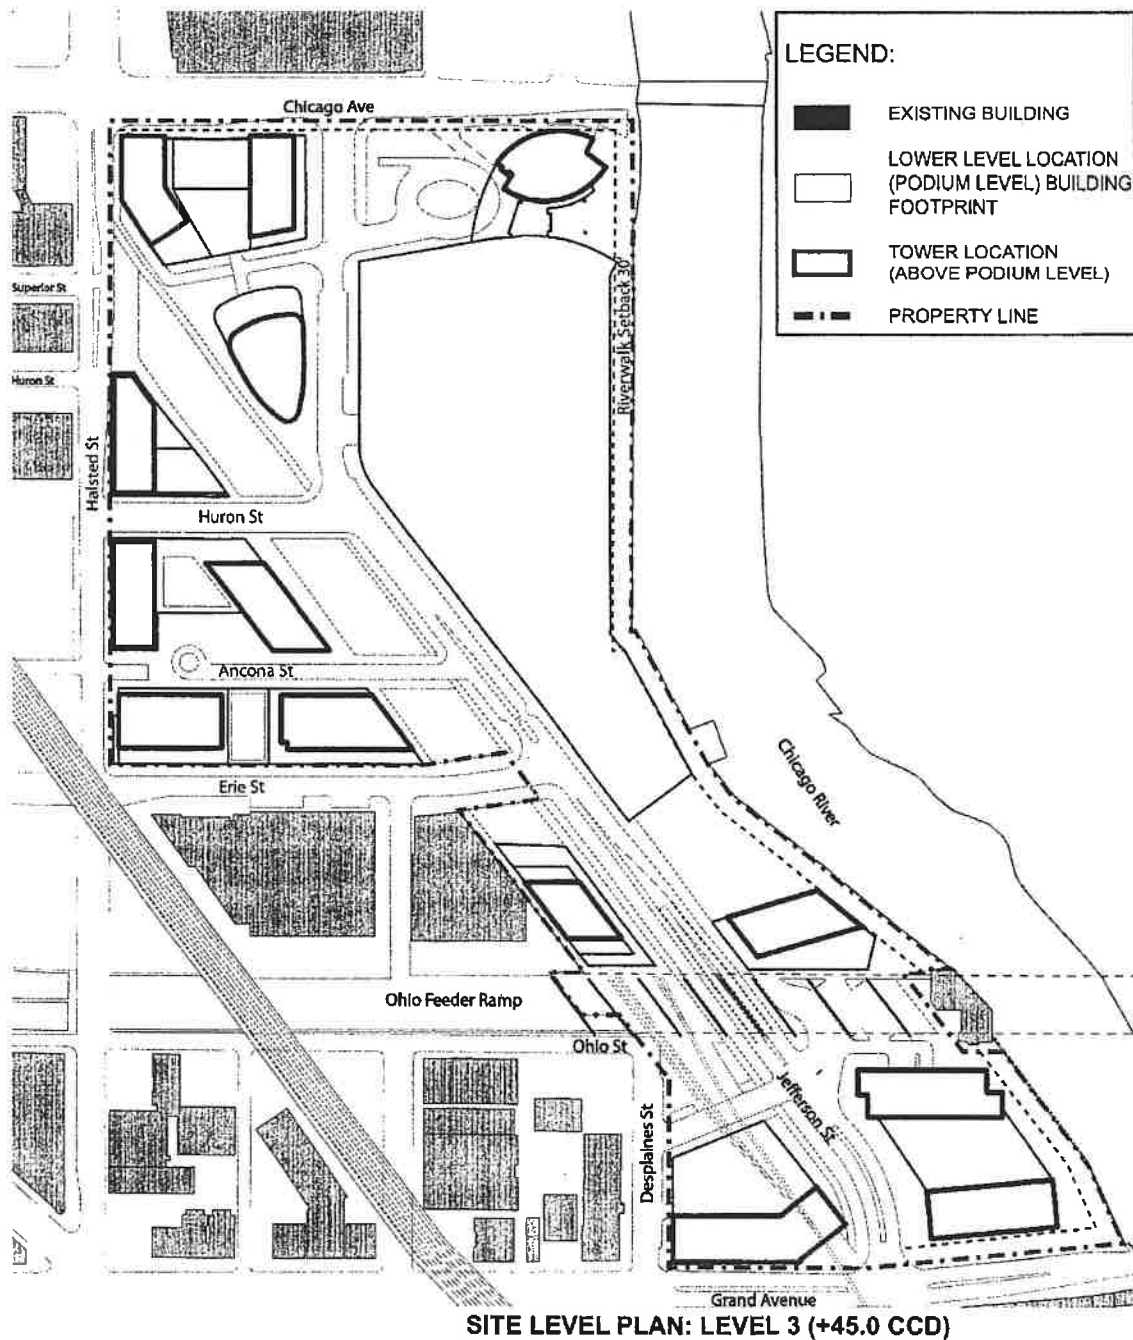 LEGEND:
EXISTING BUILDING
LOWER LEVEL LOCATION
(PODIUM LEVEL) BUILDING
FOOTPRINT
TOWER LOCATION
(ABOVE PODIUM LEVEL)
PROPERTY LINE
Chicago Ave
Superior St
Riverwalk Setback 30'
Huron St
Halsted St
Huron St
Ancona St
Chicago River
Erie St
Ohio Feeder Ramp
Ohio St
Jefferson St
Desplaines St
Grand Avenue
SITE LEVEL PLAN: LEVEL 3 (+45.0 CCD)